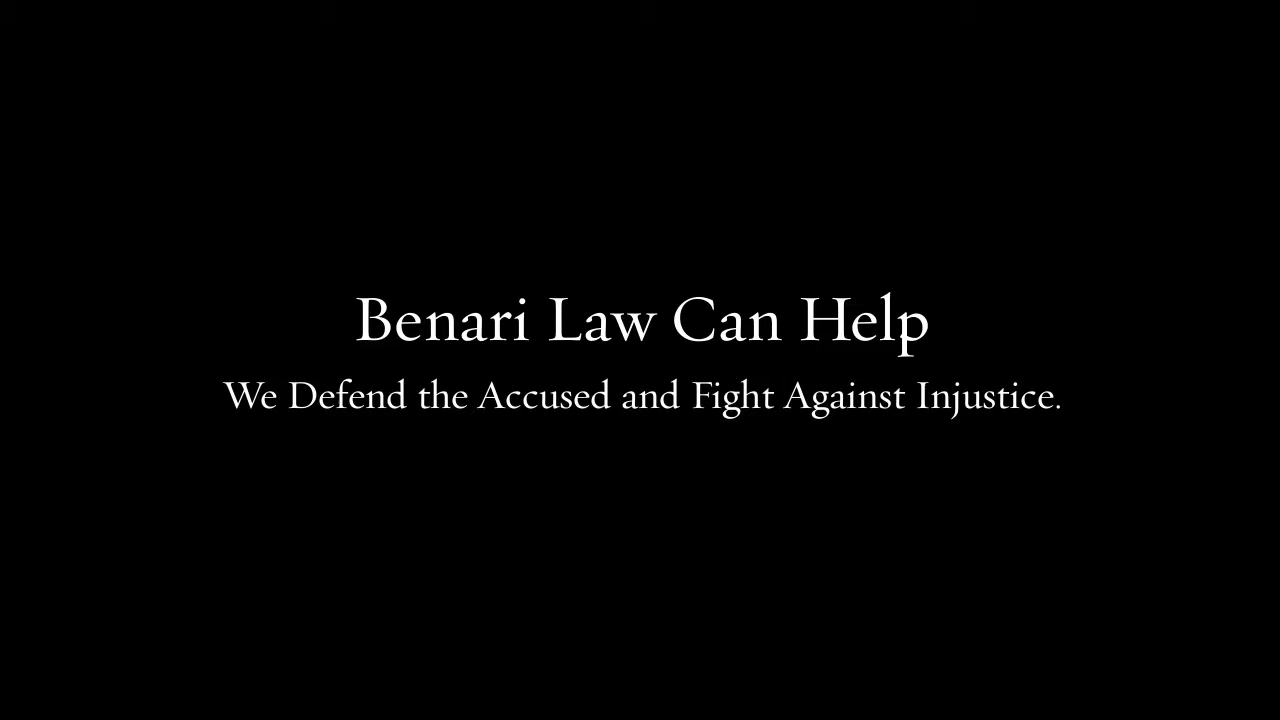 Benari Law Can Help
We Defend the Accused and Fight Against Injustice.